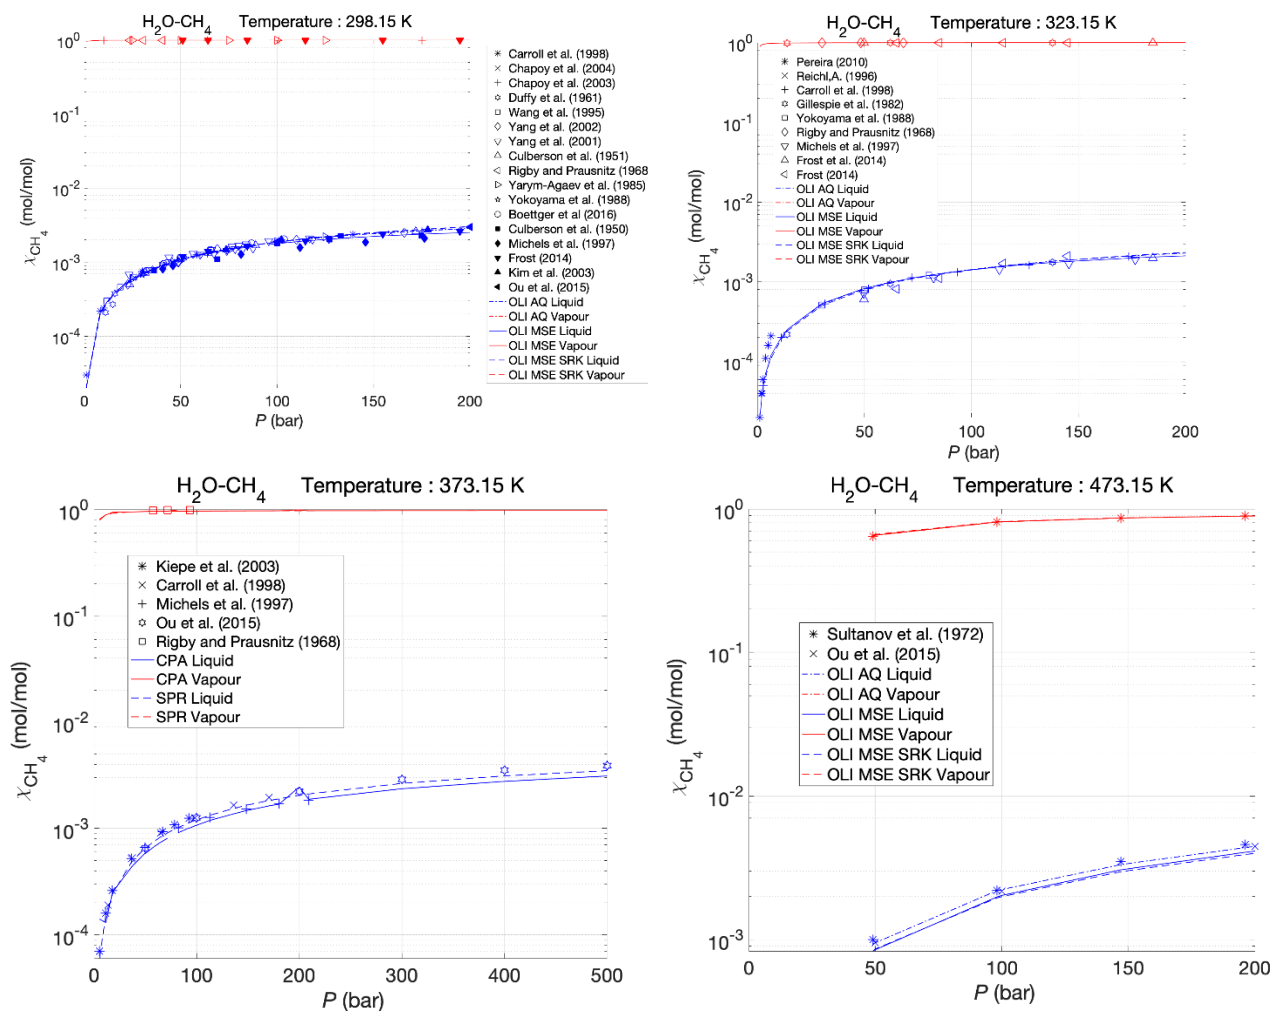 H2O-CH4 Temperature : 298.15 K
10^0
10^-1
10^-2
10^-3
10^-4
χCH4 (mol/mol)
0 50 100 150 200
P (bar)
Carroll et al. (1998)
Chapoy et al. (2004)
Chapoy et al. (2003)
Duffy et al. (1961)
Wang et al. (1995)
Yang et al. (2002)
Yang et al. (2001)
Culberson et al. (1951)
Rigby and Prausnitz (1968
Yarym-Agaev et al. (1985)
Yokoyama et al. (1988)
Boettger et al (2016)
Culberson et al. (1950)
Michels et al. (1997)
Frost (2014)
Kim et al. (2003)
Ou et al. (2015)
OLI AQ Liquid
OLI AQ Vapour
OLI MSE Liquid
OLI MSE Vapour
OLI MSE SRK Liquid
OLI MSE SRK Vapour
H2O-CH4 Temperature : 323.15 K
10^0
10^-1
10^-2
10^-3
10^-4
χCH4 (mol/mol)
0 50 100 150 200
P (bar)
Pereira (2010)
Reichl,A. (1996)
Carroll et al. (1998)
Gillespie et al. (1982)
Yokoyama et al. (1988)
Rigby and Prausnitz (1968)
Michels et al. (1997)
Frost et al. (2014)
Frost (2014)
OLI AQ Liquid
OLI AQ Vapour
OLI MSE Liquid
OLI MSE Vapour
OLI MSE SRK Liquid
OLI MSE SRK Vapour
H2O-CH4 Temperature : 373.15 K
10^0
10^-1
10^-2
10^-3
10^-4
χCH4 (mol/mol)
0 100 200 300 400 500
P (bar)
Kiepe et al. (2003)
Carroll et al. (1998)
Michels et al. (1997)
Ou et al. (2015)
Rigby and Prausnitz (1968)
CPA Liquid
CPA Vapour
SPR Liquid
SPR Vapour
H2O-CH4 Temperature : 473.15 K
10^0
10^-1
10^-2
10^-3
χCH4 (mol/mol)
0 50 100 150 200
P (bar)
Sultanov et al. (1972)
Ou et al. (2015)
OLI AQ Liquid
OLI AQ Vapour
OLI MSE Liquid
OLI MSE Vapour
OLI MSE SRK Liquid
OLI MSE SRK Vapour